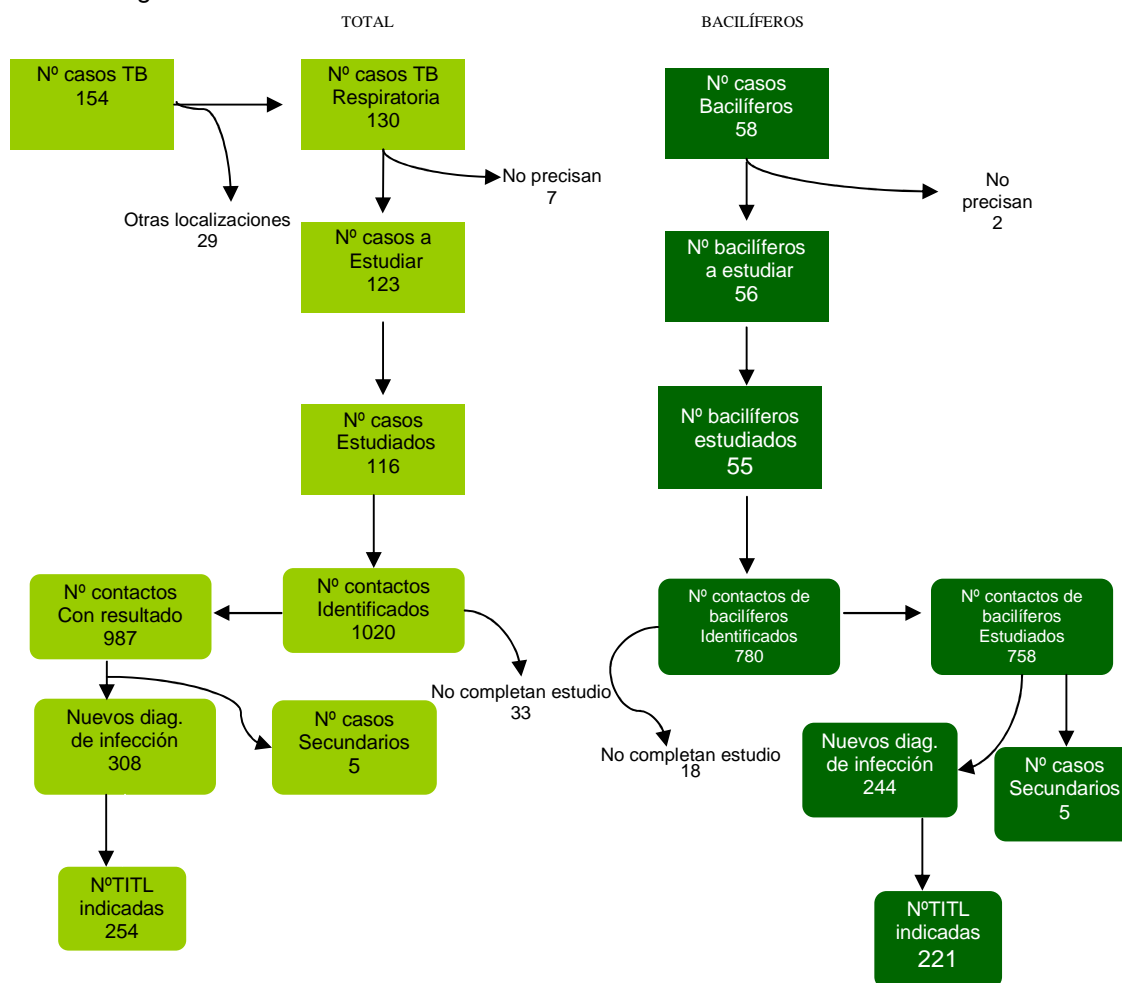 TOTAL
BACILÍFEROS
Nº casos TB
154
Nº casos TB
Respiratoria
130
No precisan
7
Otras localizaciones
29
Nº casos a
Estudiar
123
Nº casos
Estudiados
116
Nº contactos
Identificados
1020
Nº contactos
Con resultado
987
No completan estudio
33
Nuevos diag.
de infección
308
Nº casos
Secundarios
5
NºTITL
indicadas
254
Nº casos
Bacilíferos
58
No
precisan
2
Nº bacilíferos
a estudiar
56
Nº bacilíferos
estudiados
55
Nº contactos de
bacilíferos
Identificados
780
Nº contactos de
bacilíferos
Estudiados
758
No completan estudio
18
Nuevos diag.
de infección
244
Nº casos
Secundarios
5
NºTITL
indicadas
221